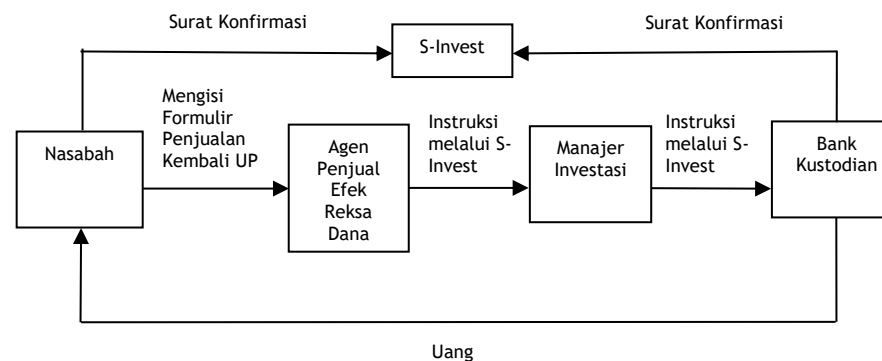 Surat Konfirmasi
Surat Konfirmasi
S-Invest
Mengisi
Formulir
Penjualan
Kembali UP
Nasabah
Agen
Penjual
Efek
Reksa
Dana
Instruksi
melalui S-
Invest
Manajer
Investasi
Instruksi
melalui S-
Invest
Bank
Kustodian
Uang